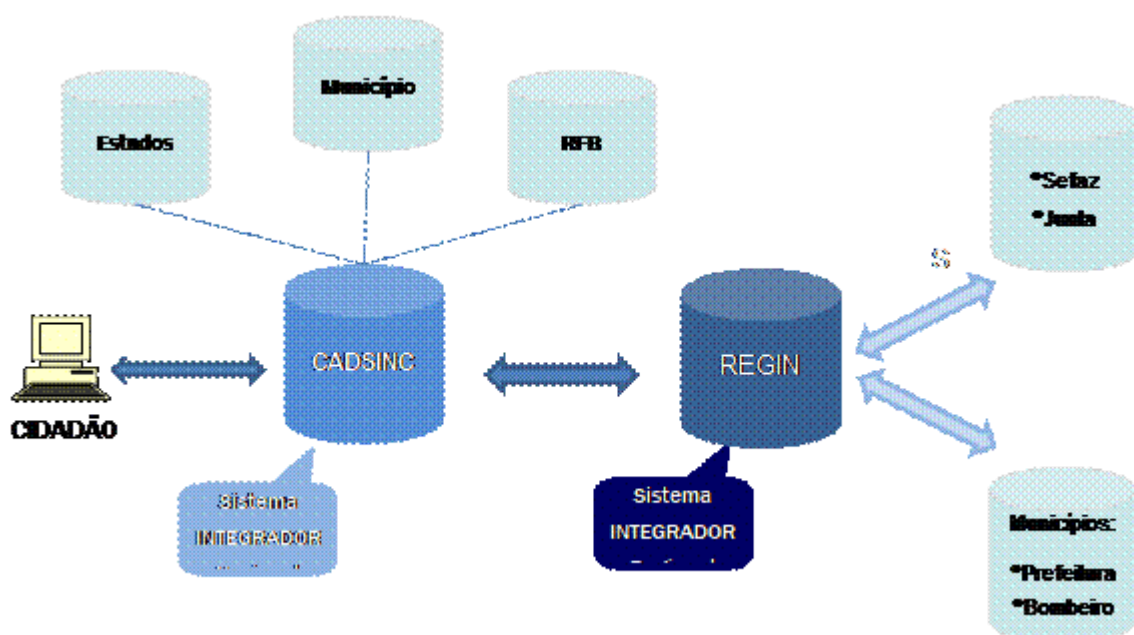 Município
Estados
RFB
*Sefaz
*Junta
S
CADSINC
REGIN
CIDADÃO
Sistema
INTEGRADOR
Sistema
INTEGRADOR
Municípios:
*Prefeitura
*Bombeiro